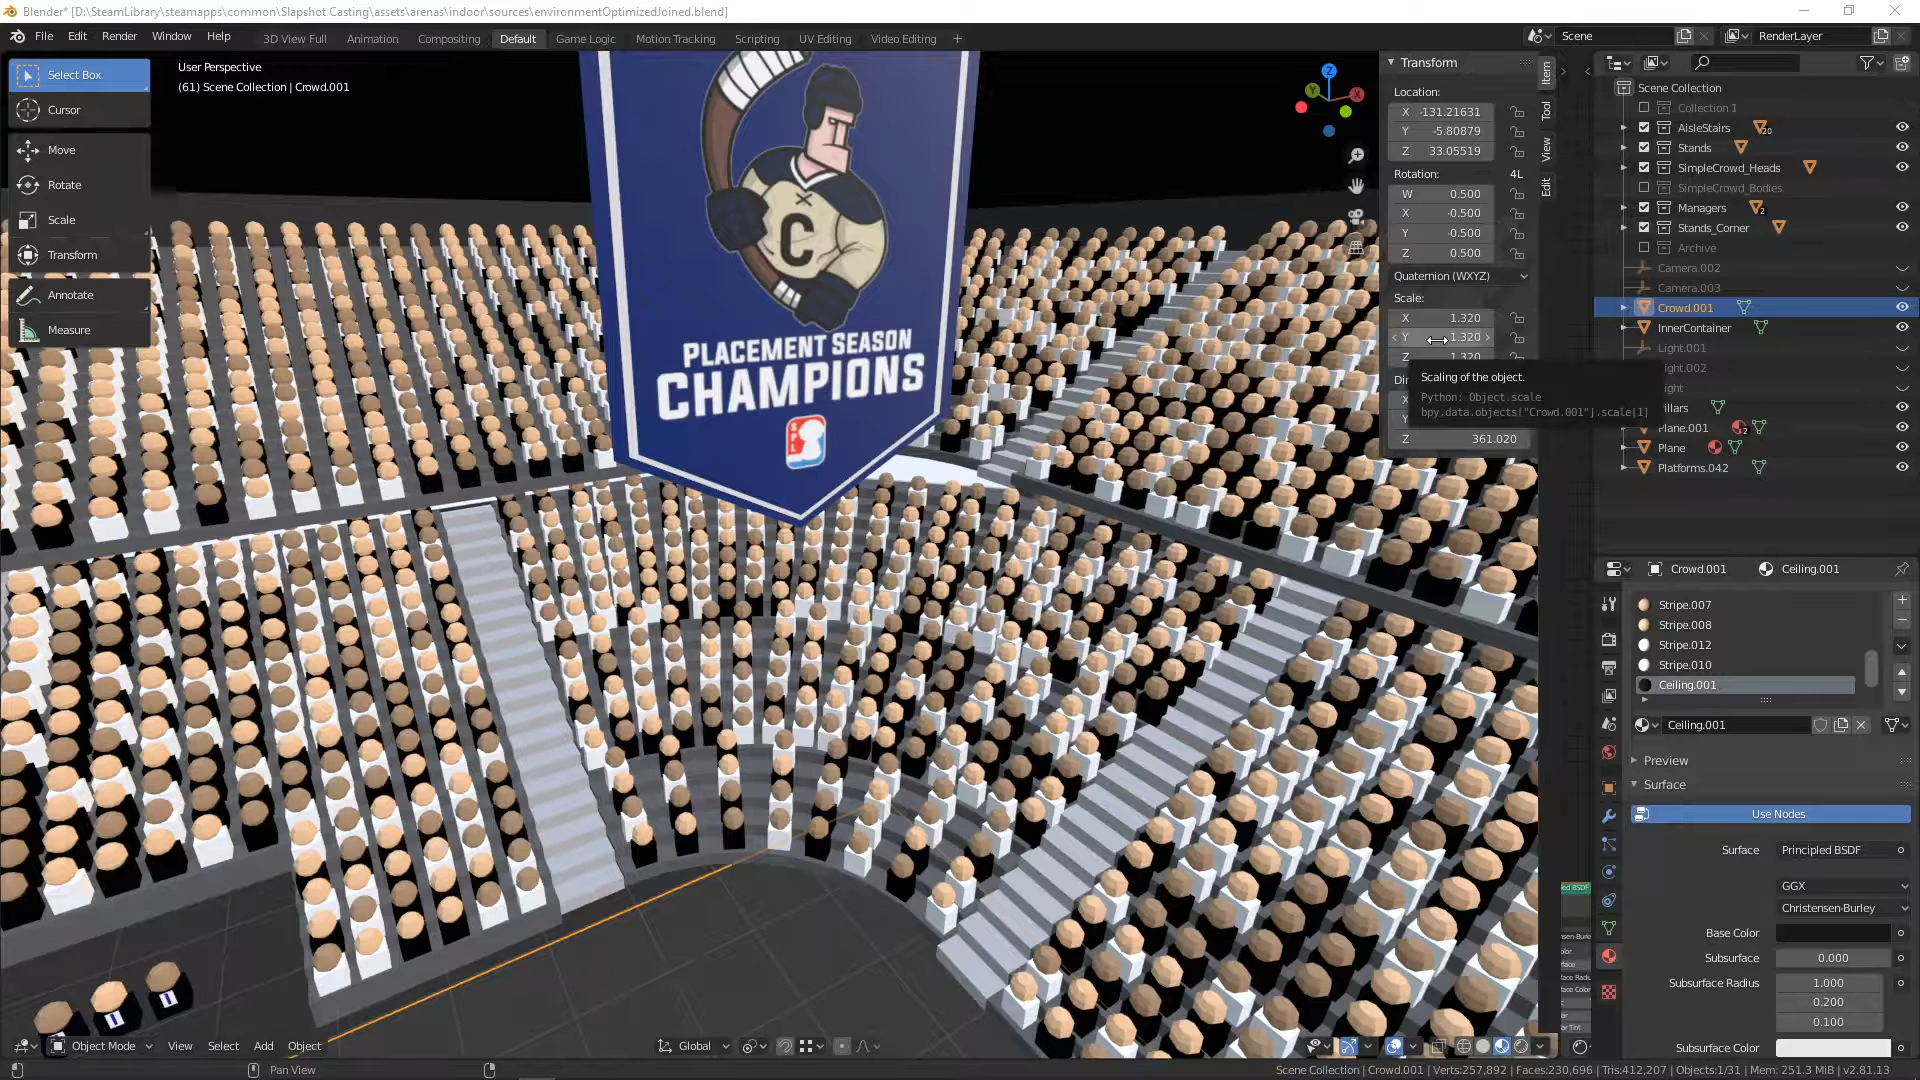 Blender* [D:\SteamLibrary\steamapps\common\Slapshot Casting\assets\arenas\indoor\sources\environmentOptimizedJoined.blend]
File Edit Render Window Help
3D View Full Animation Compositing Default Game Logic Motion Tracking Scripting UV Editing Video Editing +
Scene
RenderLayer
Select Box
Cursor
Move
Rotate
Scale
Transform
Annotate
Measure
User Perspective
(61) Scene Collection | Crowd.001
C
PLACEMENT SEASON
CHAMPIONS
SPL
Z
Y
X
Transform
Location:
X -131.21631
Y -5.80879
Z 33.05519
Rotation: 4L
W 0.500
X -0.500
Y -0.500
Z 0.500
Quaternion (WXYZ)
Scale:
X 1.320
Y 1.320
Z 1.320
Scaling of the object.
Python: Object.scale
bpy.data.objects["Crowd.001"].scale[1]
Z 361.020
Item
Tool
View
Edit
Scene Collection
Collection 1
AisleStairs 20
Stands
SimpleCrowd_Heads
SimpleCrowd_Bodies
Managers 2
Stands_Corner
Archive
Camera.002
Camera.003
Crowd.001
InnerContainer
Light.001
ight.002
ight
illars
Plane.001 2
Plane
Platforms.042
Crowd.001 Ceiling.001
Stripe.007
Stripe.008
Stripe.012
Stripe.010
Ceiling.001
Ceiling.001
Preview
Surface
Use Nodes
Surface Principled BSDF
GGX
Christensen-Burley
Base Color
Subsurface 0.000
Subsurface Radius 1.000
0.200
0.100
Subsurface Color
Object Mode View Select Add Object
Global
Pan View
Scene Collection | Crowd.001 | Verts:257,892 | Faces:230,696 | Tris:412,207 | Objects:1/31 | Mem: 251.3 MiB | v2.81.13